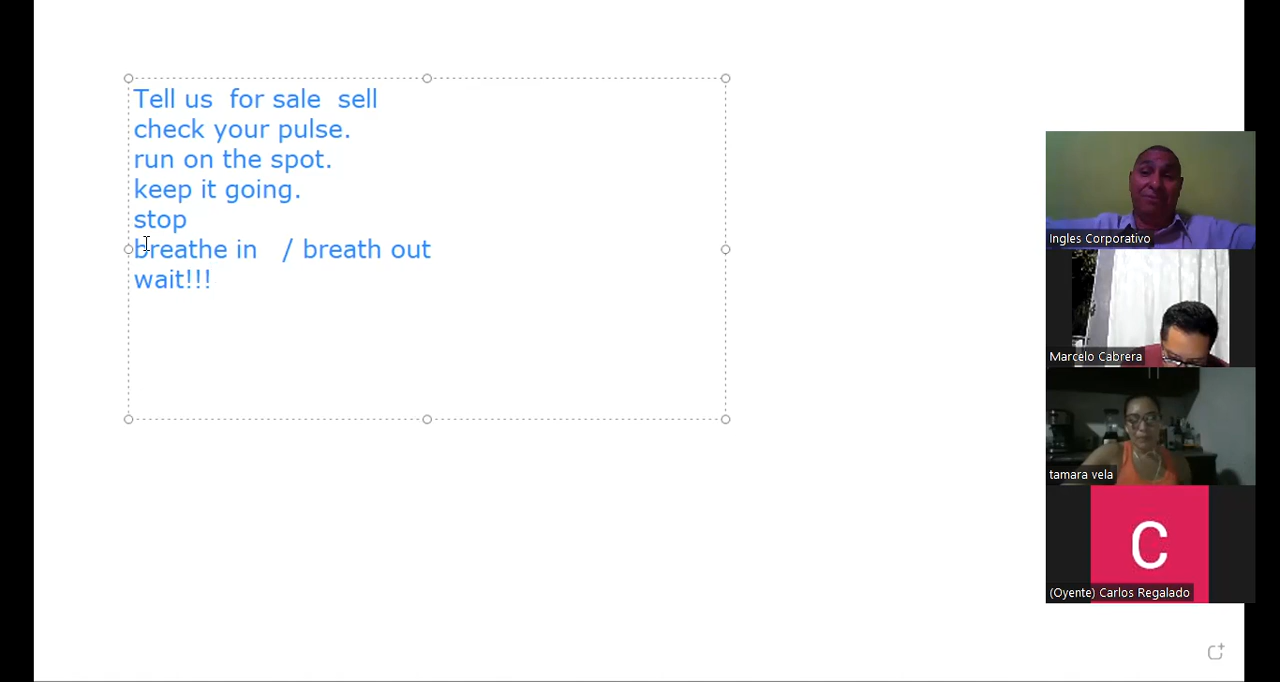 Tell us  for sale  sell
check your pulse.
run on the spot.
keep it going.
stop
breathe in   / breath out
wait!!!
Ingles Corporativo
Marcelo Cabrera
tamara vela
C
(Oyente) Carlos Regalado